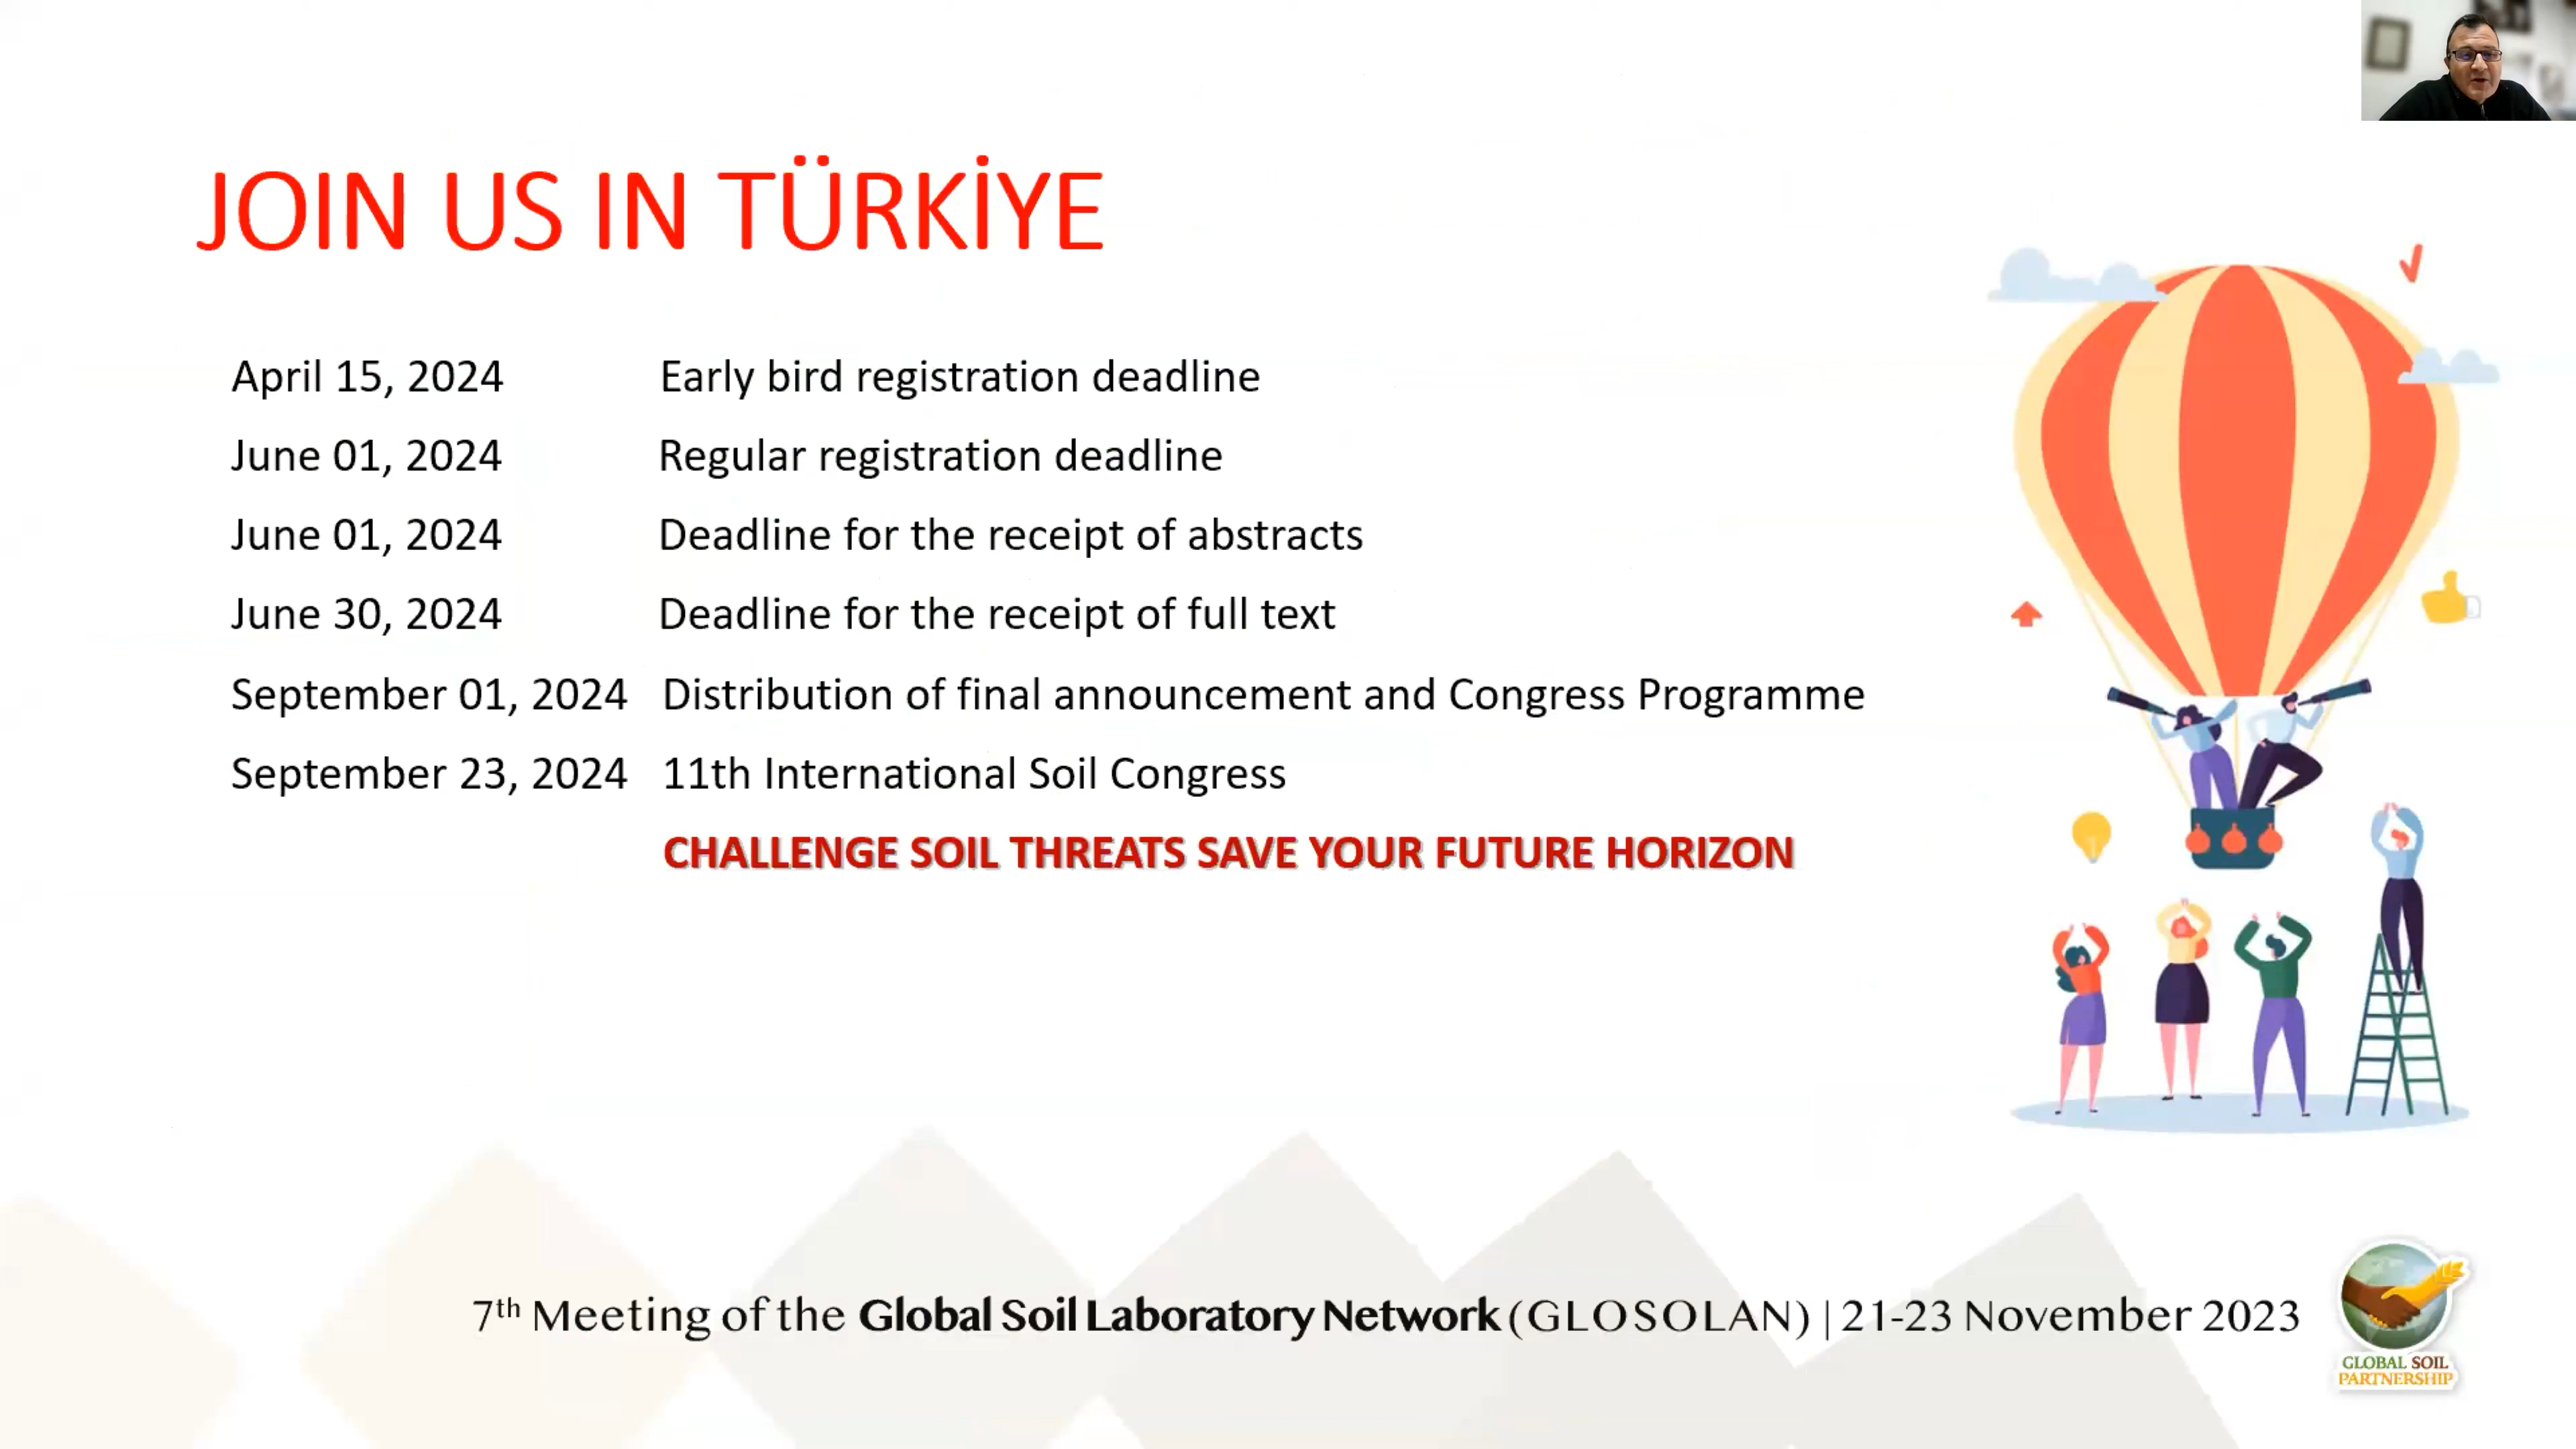 JOIN US IN TÜRKİYE
April 15, 2024 Early bird registration deadline
June 01, 2024 Regular registration deadline
June 01, 2024 Deadline for the receipt of abstracts
June 30, 2024 Deadline for the receipt of full text
September 01, 2024 Distribution of final announcement and Congress Programme
September 23, 2024 11th International Soil Congress
CHALLENGE SOIL THREATS SAVE YOUR FUTURE HORIZON
7th Meeting of the Global Soil Laboratory Network (GLOSOLAN) | 21-23 November 2023
GLOBAL SOIL
PARTNERSHIP